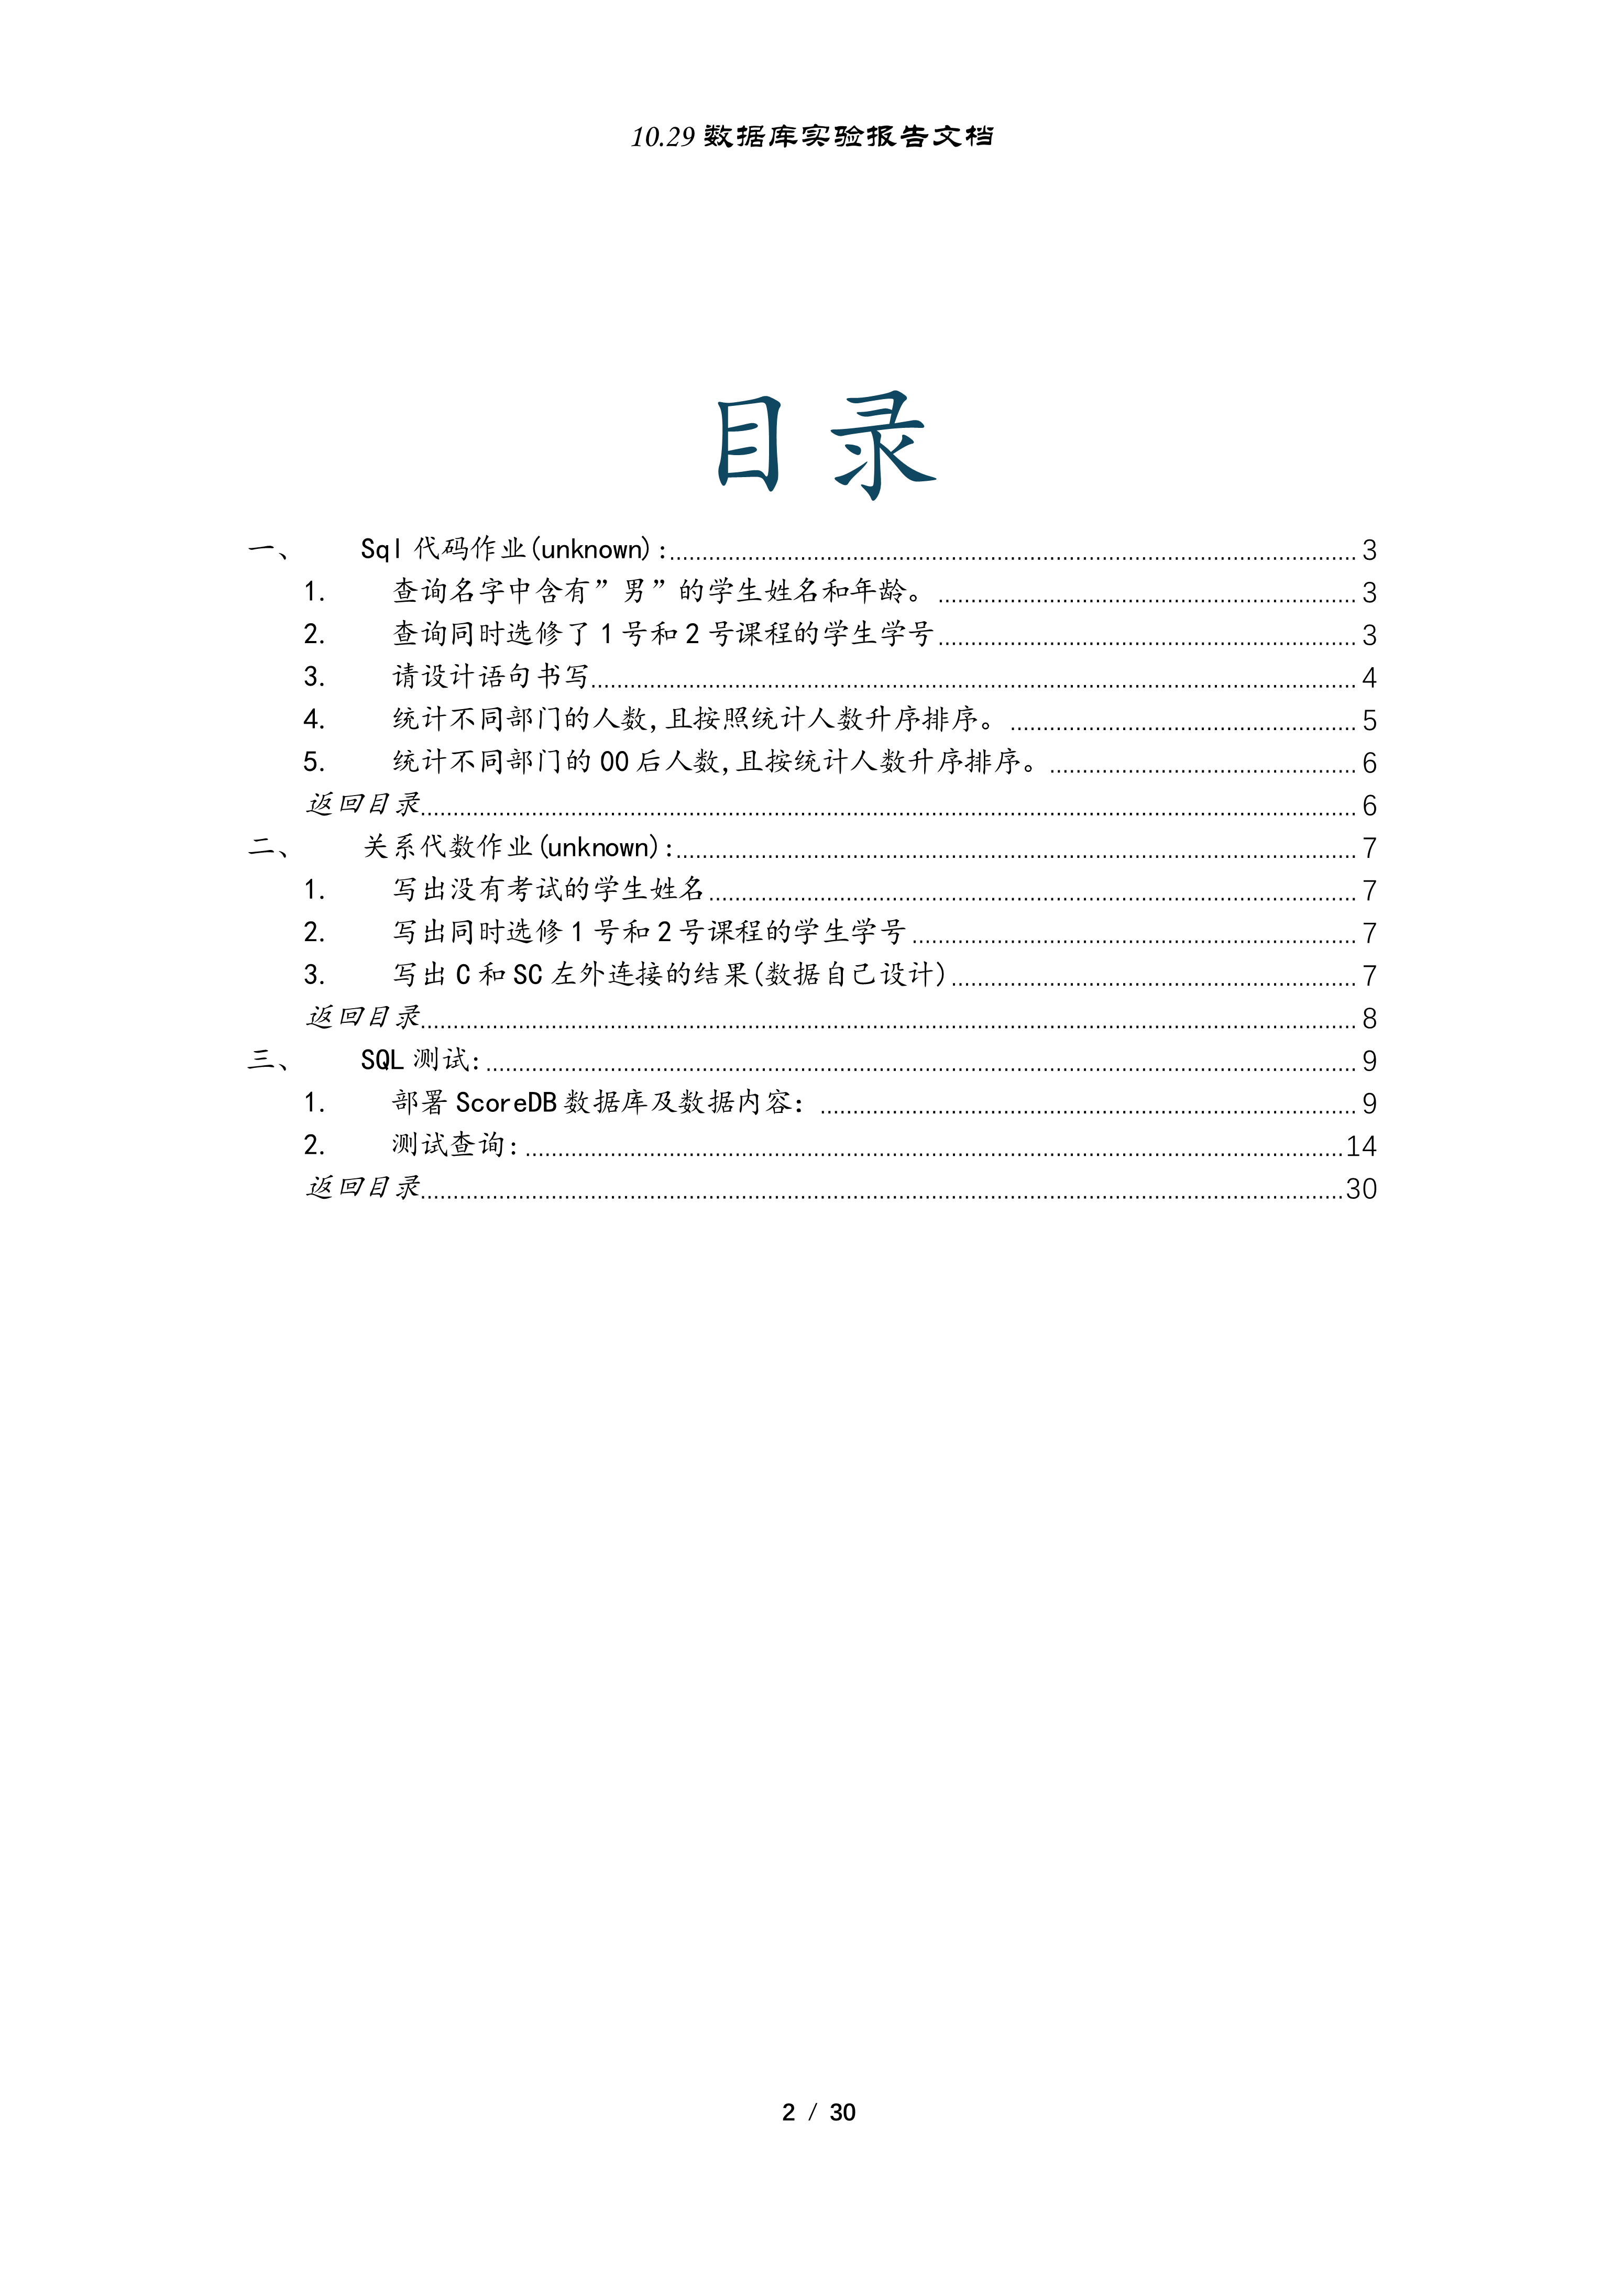 10.29 数据库实验报告文档
目录
一、 Sql 代码作业(unknown):........3
1. 查询名字中含有”男”的学生姓名和年龄。........3
2. 查询同时选修了 1 号和 2 号课程的学生学号........3
3. 请设计语句书写........4
4. 统计不同部门的人数,且按照统计人数升序排序。........5
5. 统计不同部门的 00 后人数,且按统计人数升序排序。........6
返回目录........6
二、 关系代数作业(unknown):........7
1. 写出没有考试的学生姓名........7
2. 写出同时选修 1 号和 2 号课程的学生学号........7
3. 写出 C 和 SC 左外连接的结果(数据自己设计)........7
返回目录........8
三、 SQL 测试:........9
1. 部署 ScoreDB 数据库及数据内容：........9
2. 测试查询:........14
返回目录........30
2 / 30